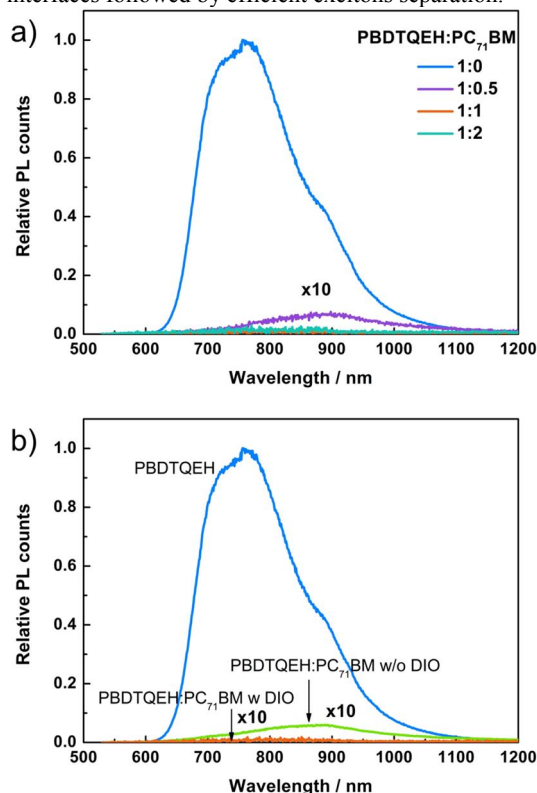 interfaces followed by efficient excitons separation.
a)
PBDTQEH:PC71BM
1:0
1:0.5
1:1
1:2
1.0
0.8
0.6
0.4
0.2
0.0
Relative PL counts
x10
500 600 700 800 900 1000 1100 1200
Wavelength / nm
b)
1.0
0.8
0.6
0.4
0.2
0.0
Relative PL counts
PBDTQEH
PBDTQEH:PC71BM w/o DIO
PBDTQEH:PC71BM w DIO
x10 x10
500 600 700 800 900 1000 1100 1200
Wavelength / nm